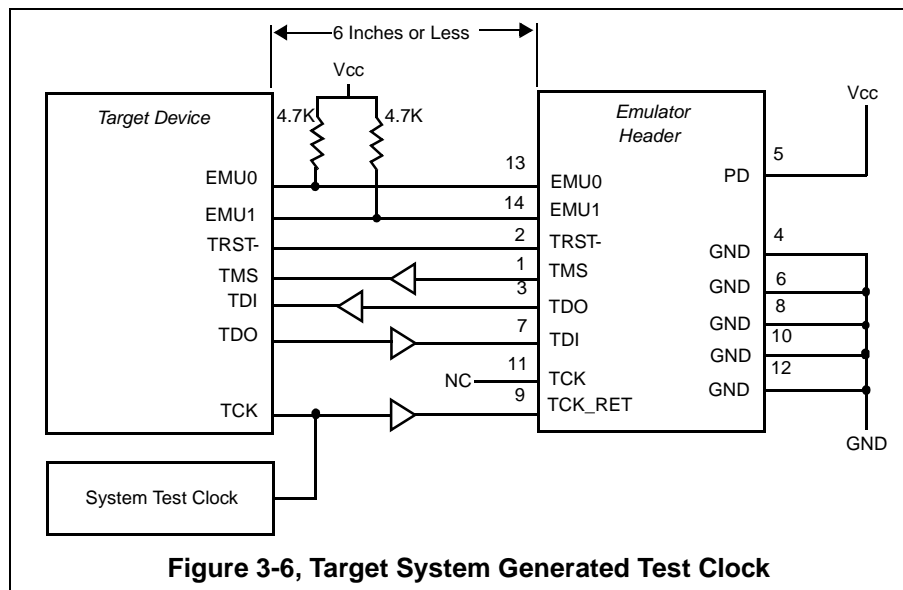 6 Inches or Less
Vcc
Target Device
4.7K
4.7K
Emulator
Header
Vcc
EMU0
13
EMU0
5
PD
EMU1
14
EMU1
TRST-
2
TRST-
4
GND
TMS
1
TMS
6
GND
TDI
3
TDO
8
GND
TDO
7
TDI
10
GND
NC
11
TCK
12
GND
TCK
9
TCK_RET
GND
System Test Clock
Figure 3-6, Target System Generated Test Clock